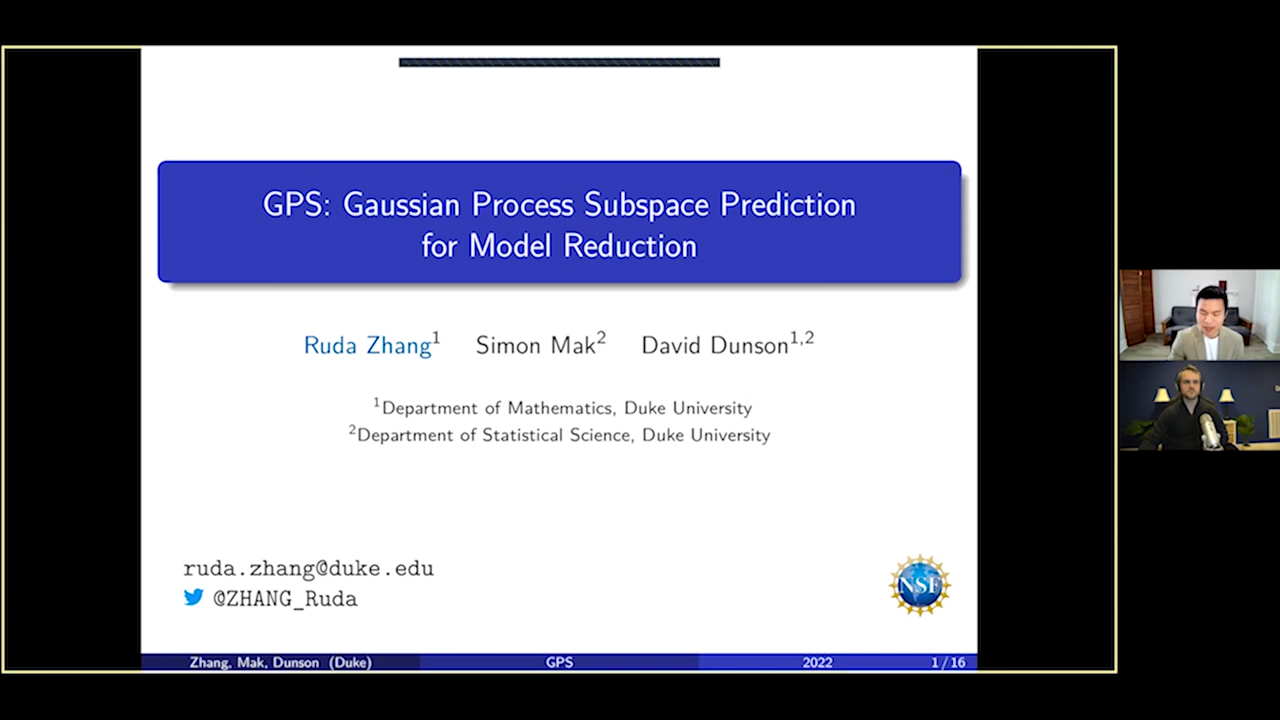 GPS: Gaussian Process Subspace Prediction
for Model Reduction
Ruda Zhang1 Simon Mak2 David Dunson1,2
1Department of Mathematics, Duke University
2Department of Statistical Science, Duke University
ruda.zhang@duke.edu
@ZHANG_Ruda
NSF
Zhang, Mak, Dunson (Duke) GPS 2022 1 / 16